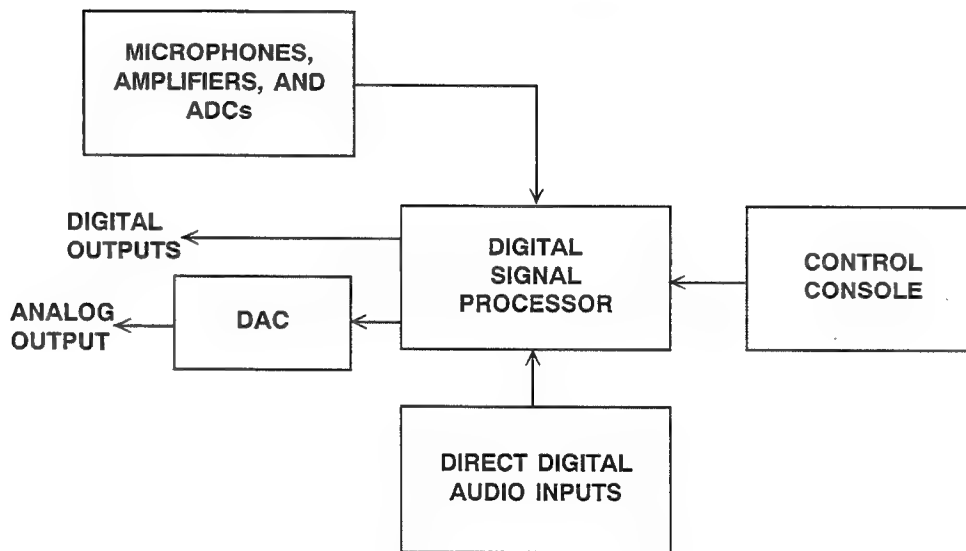 MICROPHONES,
AMPLIFIERS, AND
ADCs
DIGITAL
OUTPUTS
DIGITAL
SIGNAL
PROCESSOR
CONTROL
CONSOLE
ANALOG
OUTPUT
DAC
DIRECT DIGITAL
AUDIO INPUTS